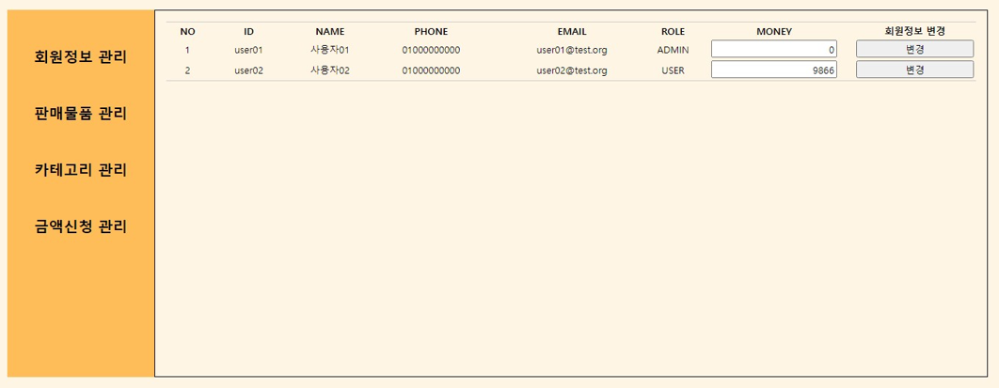 회원정보 관리
판매물품 관리
카테고리 관리
금액신청 관리
NO ID NAME PHONE EMAIL ROLE MONEY 회원정보 변경
1 user01 사용자01 01000000000 user01@test.org ADMIN 0 변경
2 user02 사용자02 01000000000 user02@test.org USER 9866 변경